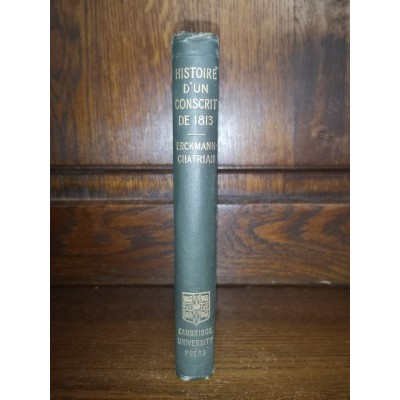 HISTOIRE
D'UN
CONSCRIT
DE 1813
ERCKMANN-
CHATRIAN
CAMBRIDGE
UNIVERSITY
PRESS